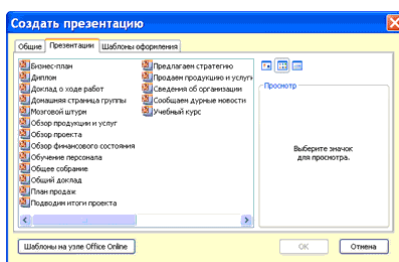 Создать презентацию
Общие Презентации Шаблоны оформления
Бизнес-план
Диплом
Доклад о ходе работ
Домашняя страница группы
Мозговой штурм
Обзор продукции и услуг
Обзор проекта
Обзор финансового состояния
Обучение персонала
Общее собрание
Общий доклад
План продаж
Подводим итоги проекта
Предлагаем стратегию
Продаем продукцию и услуги
Сведения об организации
Сообщаем дурные новости
Учебный курс
Просмотр
Выберите значок
для просмотра.
Шаблоны на узле Office Online
ОК
Отмена